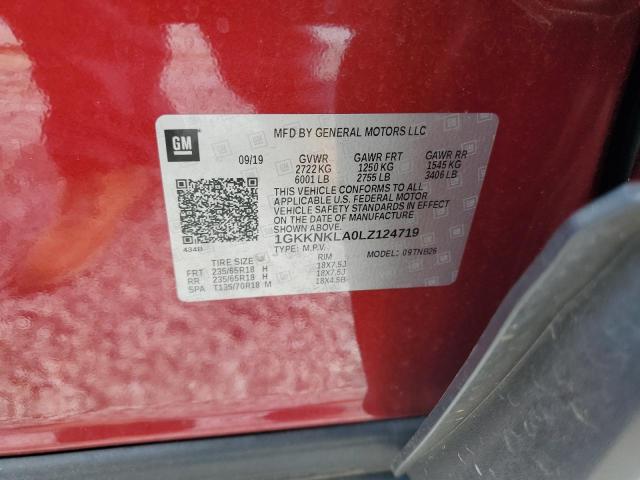 GM
MFD BY GENERAL MOTORS LLC
09/19 GVWR GAWR FRT GAWR RR
2722 KG 1250 KG 1545 KG
6001 LB 2755 LB 3406 LB
THIS VEHICLE CONFORMS TO ALL
APPLICABLE U.S. FEDERAL MOTOR
VEHICLE SAFETY STANDARDS IN EFFECT
ON THE DATE OF MANUFACTURE
SHOWN ABOVE.
1GKKNKLA0LZ124719
434B TYPE: M.P.V. MODEL: 09TNB26
TIRE SIZE RIM
FRT 235/65R18 H 18X7.5J
RR 235/65R18 H 18X7.5J
SPA T135/70R18 M 18X4.5B